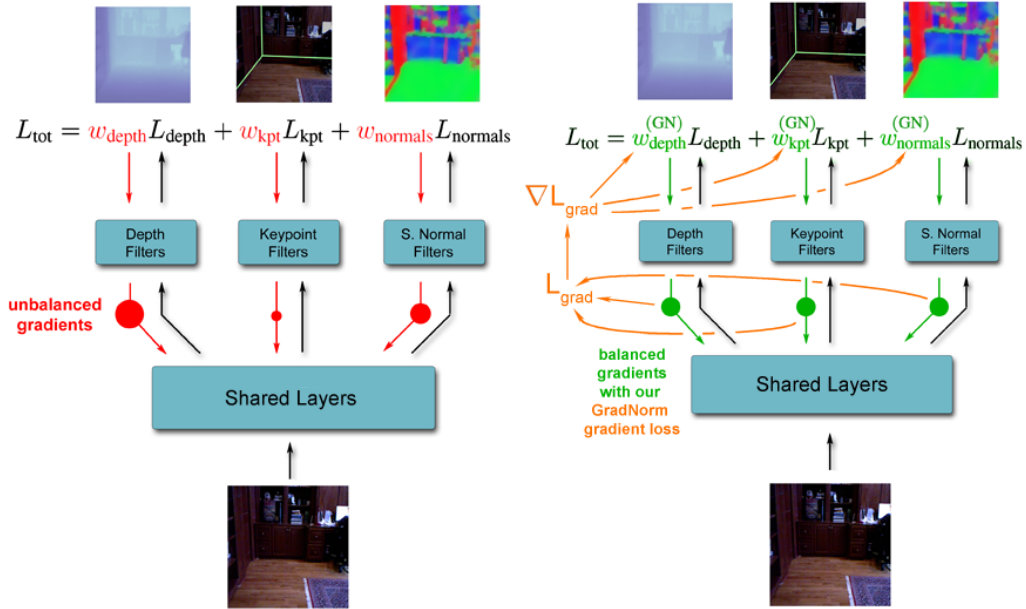 L_tot = w_depth L_depth + w_kpt L_kpt + w_normals L_normals
Depth
Filters
Keypoint
Filters
S. Normal
Filters
unbalanced
gradients
Shared Layers
L_tot = w_depth^(GN) L_depth + w_kpt^(GN) L_kpt + w_normals^(GN) L_normals
∇L_grad
Depth
Filters
Keypoint
Filters
S. Normal
Filters
L_grad
balanced
gradients
with our
GradNorm
gradient loss
Shared Layers